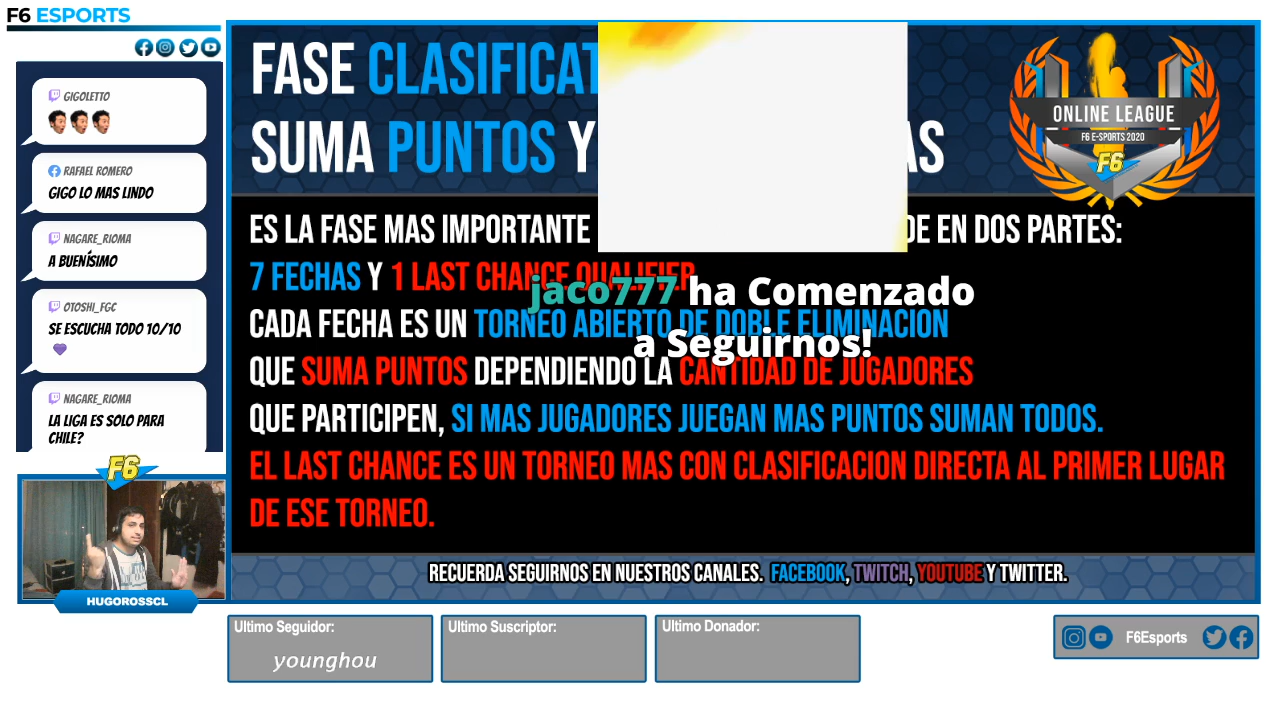 F6 ESPORTS
GIGOLETTO
RAFAEL ROMERO
GIGO LO MAS LINDO
NAGARE_RIOMA
A BUENÍSIMO
OTOSHI_FGC
SE ESCUCHA TODO 10/10
NAGARE_RIOMA
LA LIGA ES SOLO PARA
CHILE?
F6
HUGOROSSCL
FASE
SUMA PUNTOS Y
ONLINE LEAGUE
F6 E-SPORTS 2020
F6
ES LA FASE MAS IMPORTANTE EN DOS PARTES:
7 FECHAS Y 1 LAST CHANCE QUALIFIER
jaco777 ha Comenzado
a Seguirnos!
CADA FECHA ES UN TORNEO ABIERTO DE DOBLE ELIMINACION
QUE SUMA PUNTOS DEPENDIENDO LA CANTIDAD DE JUGADORES
QUE PARTICIPEN, SI MAS JUGADORES JUEGAN MAS PUNTOS SUMAN TODOS.
EL LAST CHANCE ES UN TORNEO MAS CON CLASIFICACION DIRECTA AL PRIMER LUGAR
DE ESE TORNEO.
RECUERDA SEGUIRNOS EN NUESTROS CANALES. FACEBOOK, TWITCH, YOUTUBE Y TWITTER.
Ultimo Seguidor:
younghou
Ultimo Suscriptor:
Ultimo Donador:
F6Esports